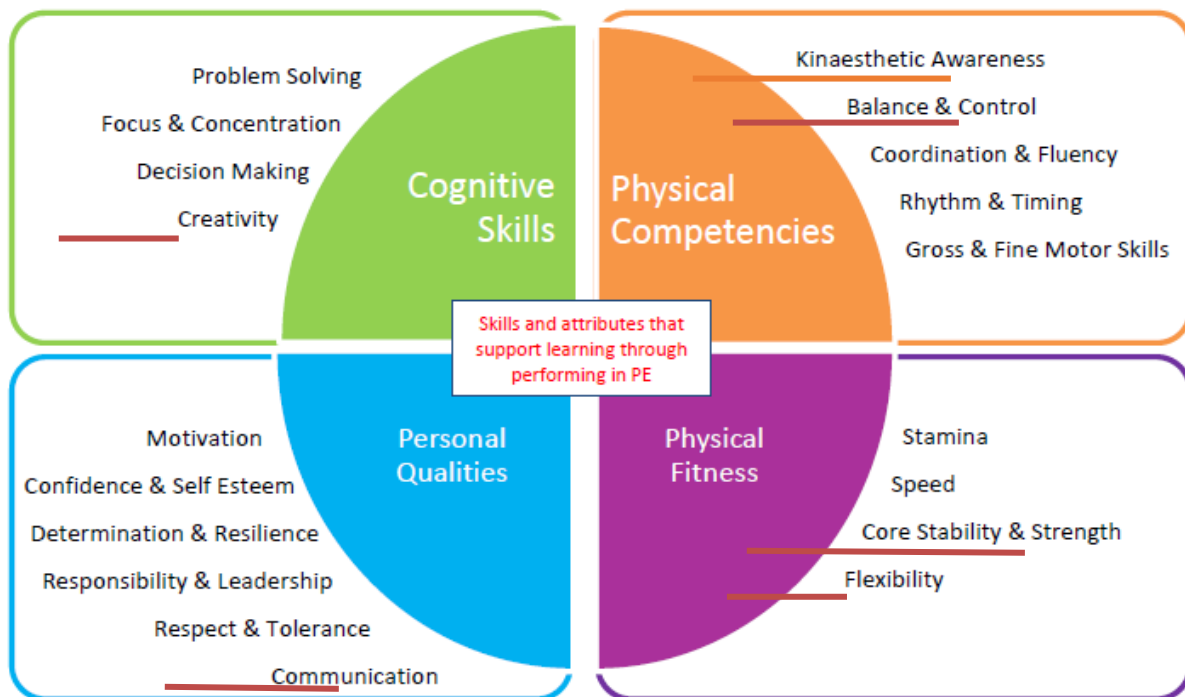 Problem Solving
Focus & Concentration
Decision Making
Creativity
Cognitive
Skills
Kinaesthetic Awareness
Balance & Control
Coordination & Fluency
Rhythm & Timing
Gross & Fine Motor Skills
Physical
Competencies
Skills and attributes that
support learning through
performing in PE
Motivation
Confidence & Self Esteem
Determination & Resilience
Responsibility & Leadership
Respect & Tolerance
Communication
Personal
Qualities
Physical
Fitness
Stamina
Speed
Core Stability & Strength
Flexibility